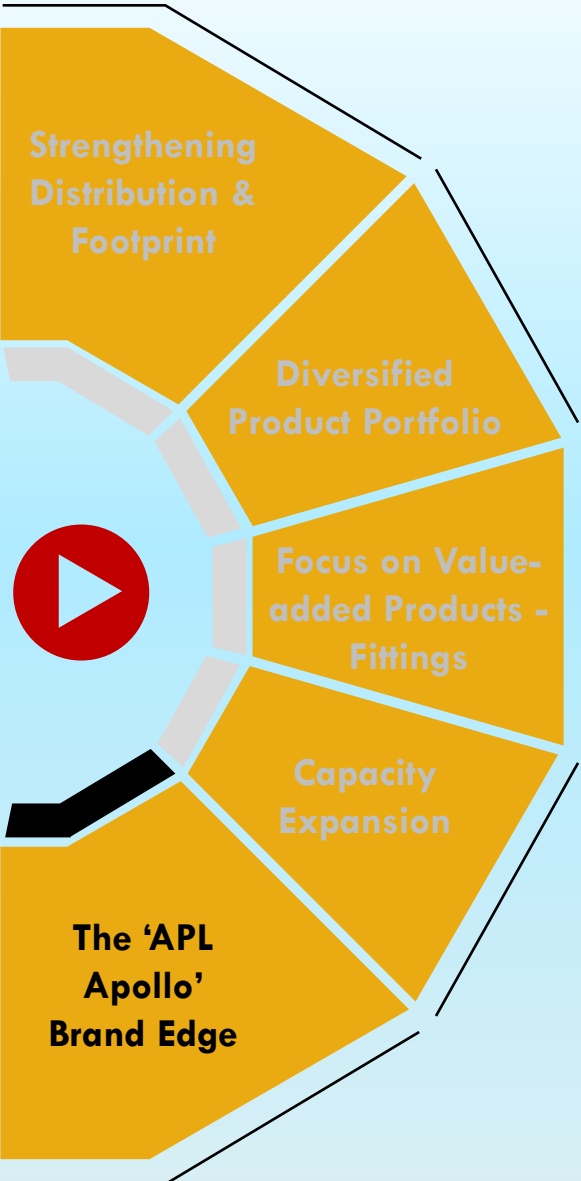 Strengthening
Distribution &
Footprint
Diversified
Product Portfolio
Focus on Value-
added Products -
Fittings
Capacity
Expansion
The ‘APL
Apollo’
Brand Edge